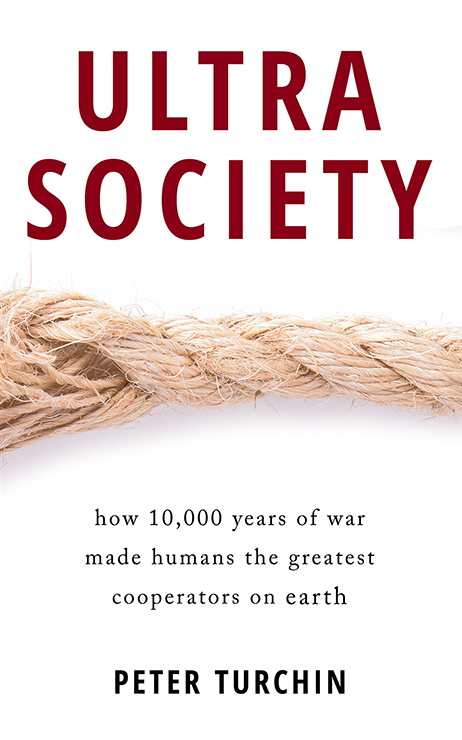 ULTRA
SOCIETY
how 10,000 years of war
made humans the greatest
cooperators on earth
PETER TURCHIN